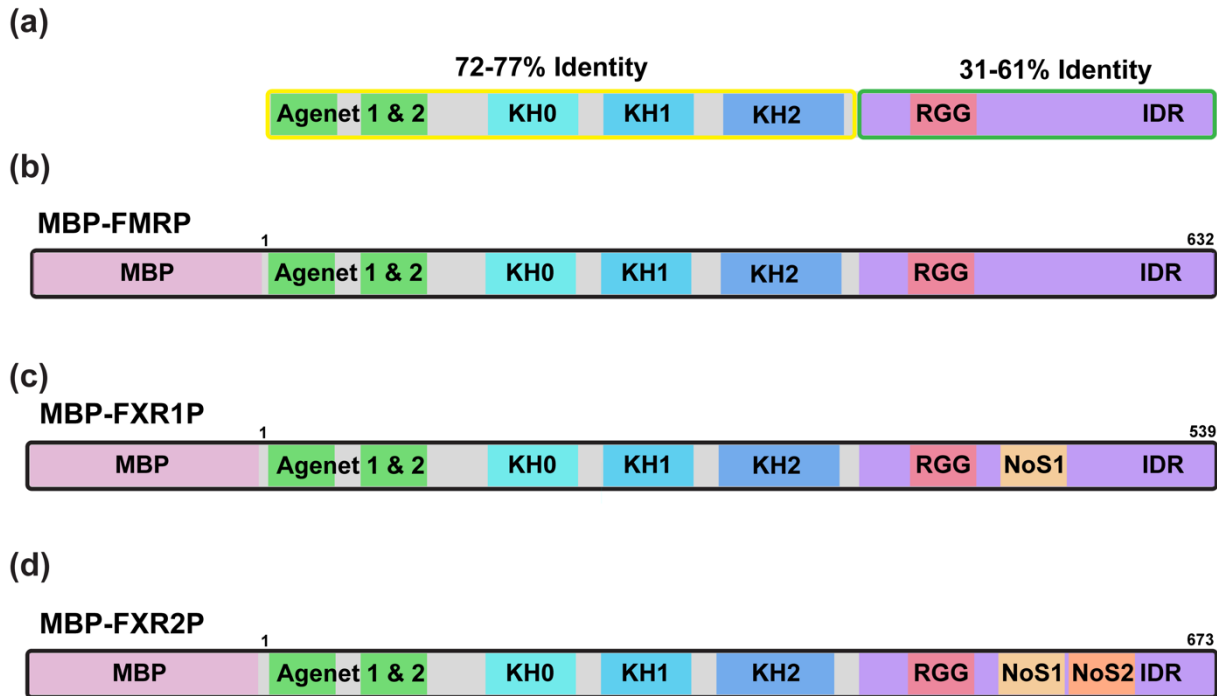 (a)
72-77% Identity 31-61% Identity
Agenet 1 & 2 KH0 KH1 KH2 RGG IDR
(b)
MBP-FMRP
1 632
MBP Agenet 1 & 2 KH0 KH1 KH2 RGG IDR
(c)
MBP-FXR1P
1 539
MBP Agenet 1 & 2 KH0 KH1 KH2 RGG NoS1 IDR
(d)
MBP-FXR2P
1 673
MBP Agenet 1 & 2 KH0 KH1 KH2 RGG NoS1 NoS2 IDR